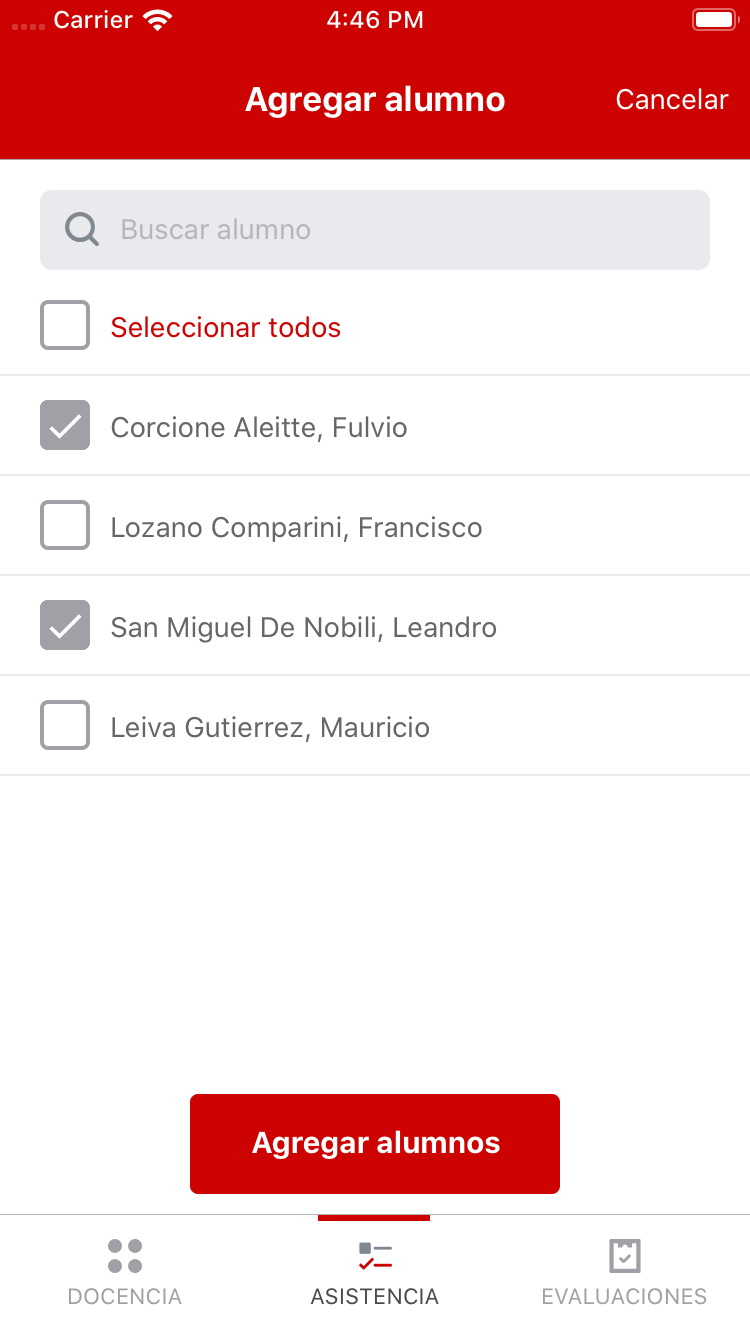 Carrier 4:46 PM
Agregar alumno Cancelar
Buscar alumno
Seleccionar todos
Corcione Aleitte, Fulvio
Lozano Comparini, Francisco
San Miguel De Nobili, Leandro
Leiva Gutierrez, Mauricio
Agregar alumnos
DOCENCIA ASISTENCIA EVALUACIONES